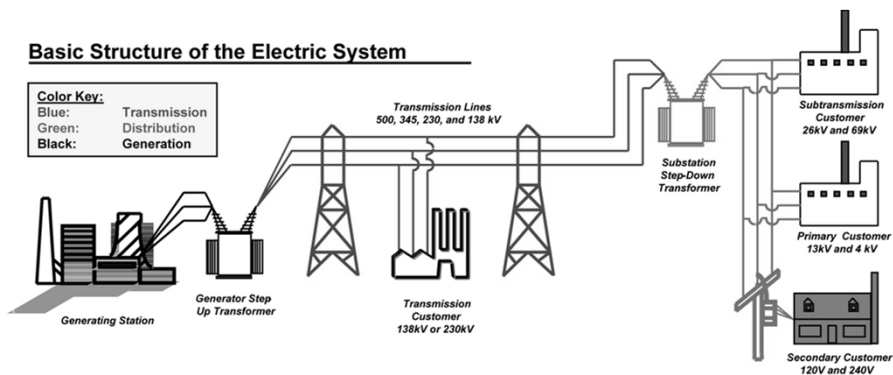 Basic Structure of the Electric System
Color Key:
Blue: Transmission
Green: Distribution
Black: Generation
Transmission Lines
500, 345, 230, and 138 kV
Generating Station
Generator Step
Up Transformer
Transmission
Customer
138kV or 230kV
Substation
Step-Down
Transformer
Subtransmission
Customer
26kV and 69kV
Primary Customer
13kV and 4 kV
Secondary Customer
120V and 240V